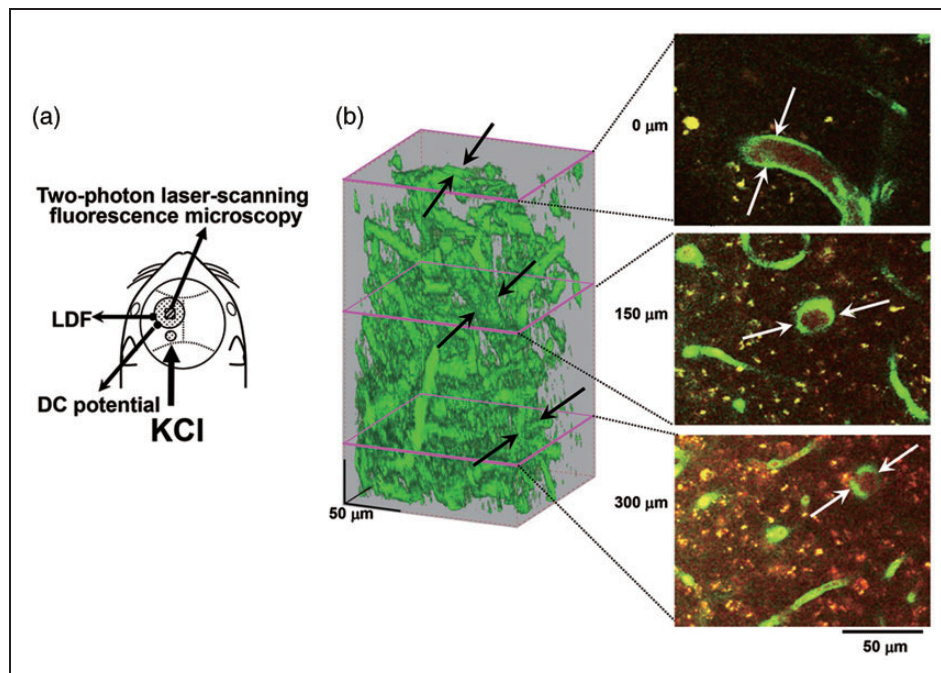 (a)
Two-photon laser-scanning
fluorescence microscopy
LDF
DC potential
KCl
(b)
50 µm
0 µm
150 µm
300 µm
50 µm